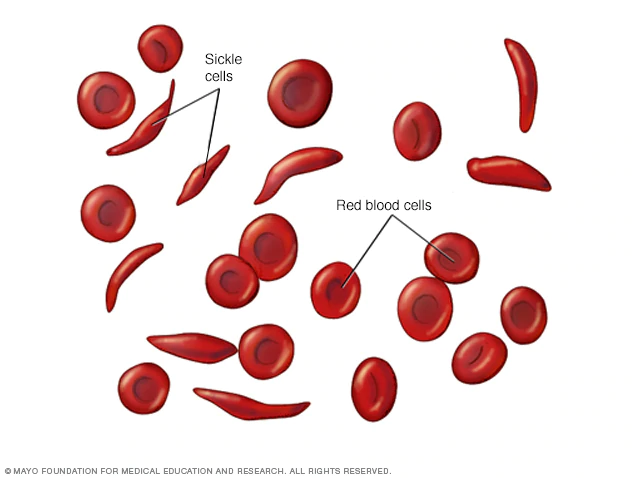 Sickle
cells
Red blood cells
© MAYO FOUNDATION FOR MEDICAL EDUCATION AND RESEARCH. ALL RIGHTS RESERVED.